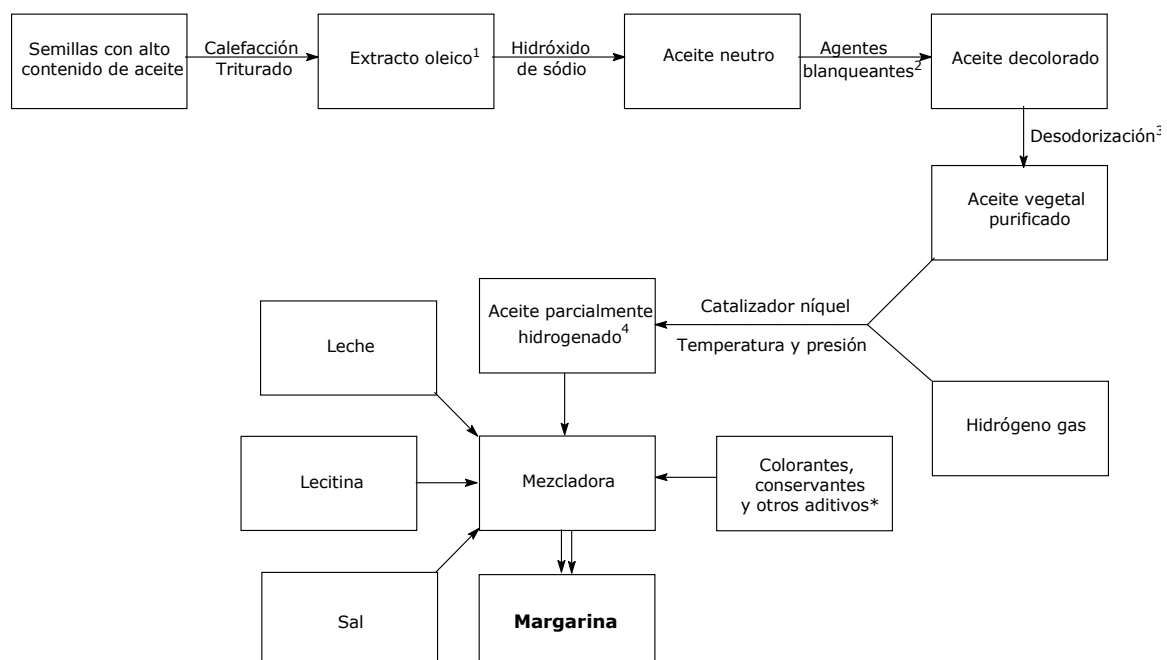 Semillas con alto
contenido de aceite
Calefacción
Triturado
Extracto oleico1
Hidróxido
de sódio
Aceite neutro
Agentes
blanqueantes2
Aceite decolorado
Desodorización3
Aceite vegetal
purificado
Catalizador níquel
Temperatura y presión
Hidrógeno gas
Aceite parcialmente
hidrogenado4
Leche
Lecitina
Sal
Mezcladora
Colorantes,
conservantes
y otros aditivos*
Margarina